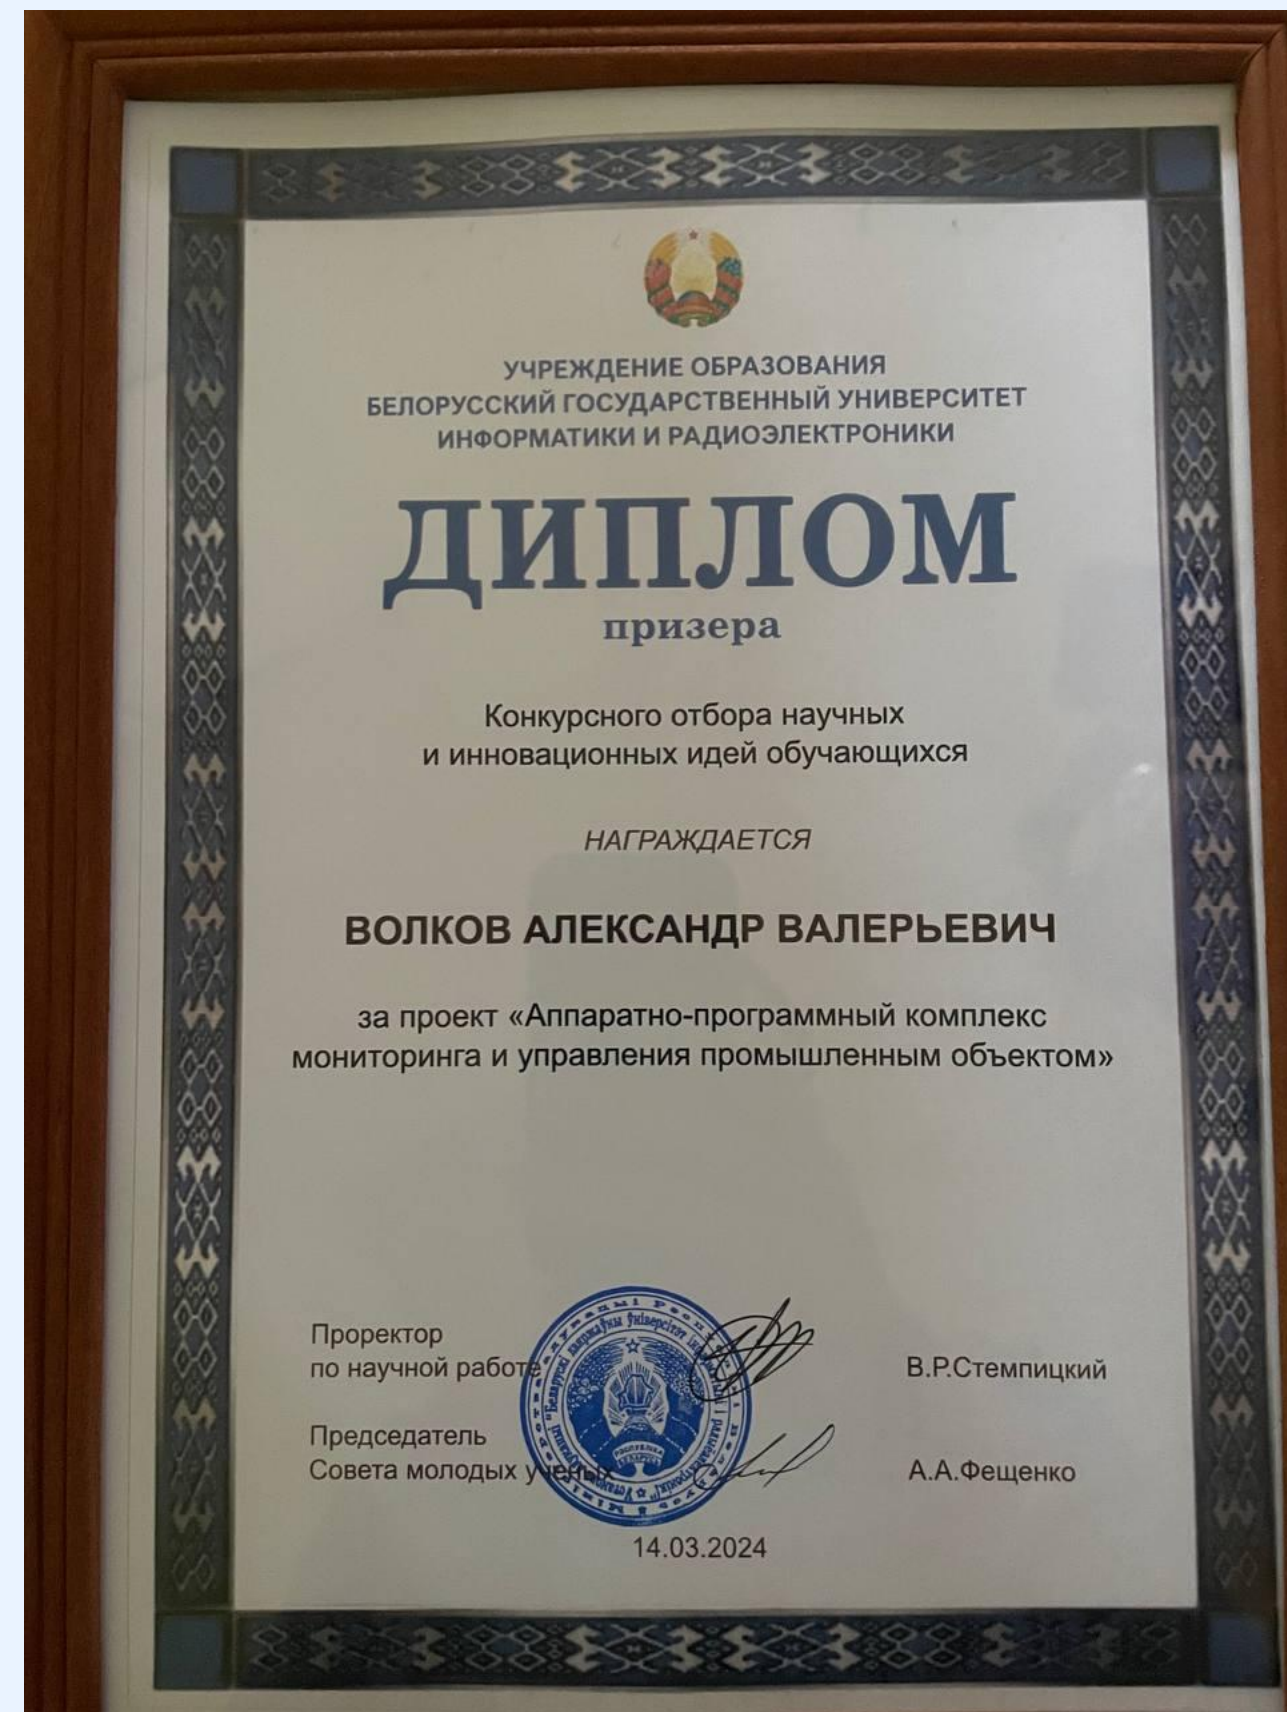 УЧРЕЖДЕНИЕ ОБРАЗОВАНИЯ
БЕЛОРУССКИЙ ГОСУДАРСТВЕННЫЙ УНИВЕРСИТЕТ
ИНФОРМАТИКИ И РАДИОЭЛЕКТРОНИКИ
ДИПЛОМ
призера
Конкурсного отбора научных
и инновационных идей обучающихся
НАГРАЖДАЕТСЯ
ВОЛКОВ АЛЕКСАНДР ВАЛЕРЬЕВИЧ
за проект «Аппаратно-программный комплекс
мониторинга и управления промышленным объектом»
Проректор
по научной работе
В.Р.Стемпицкий
Председатель
Совета молодых ученых
А.А.Фещенко
РЭСПУБЛІКА
БЕЛАРУСЬ
14.03.2024